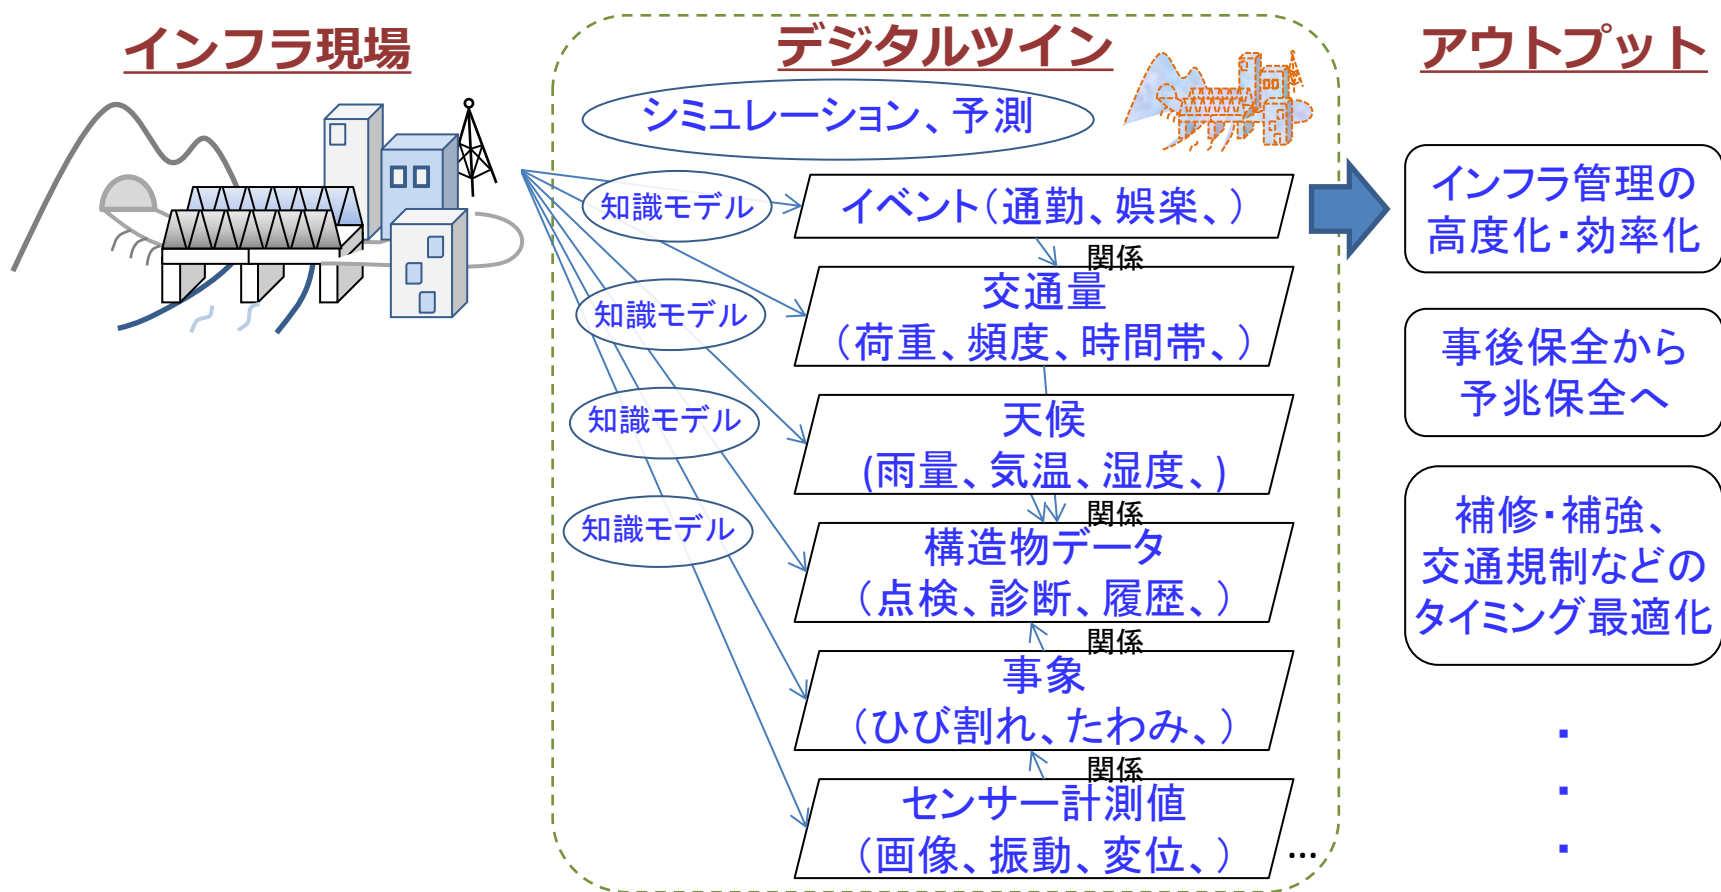 インフラ現場
デジタルツイン
アウトプット
シミュレーション、予測
知識モデル
知識モデル
知識モデル
知識モデル
イベント（通勤、娯楽、）
関係
交通量
（荷重、頻度、時間帯、）
天候
(雨量、気温、湿度、)
関係
構造物データ
（点検、診断、履歴、）
関係
事象
（ひび割れ、たわみ、）
関係
センサー計測値
（画像、振動、変位、）
…
インフラ管理の
高度化・効率化
事後保全から
予兆保全へ
補修・補強、
交通規制などの
タイミング最適化
・
・
・